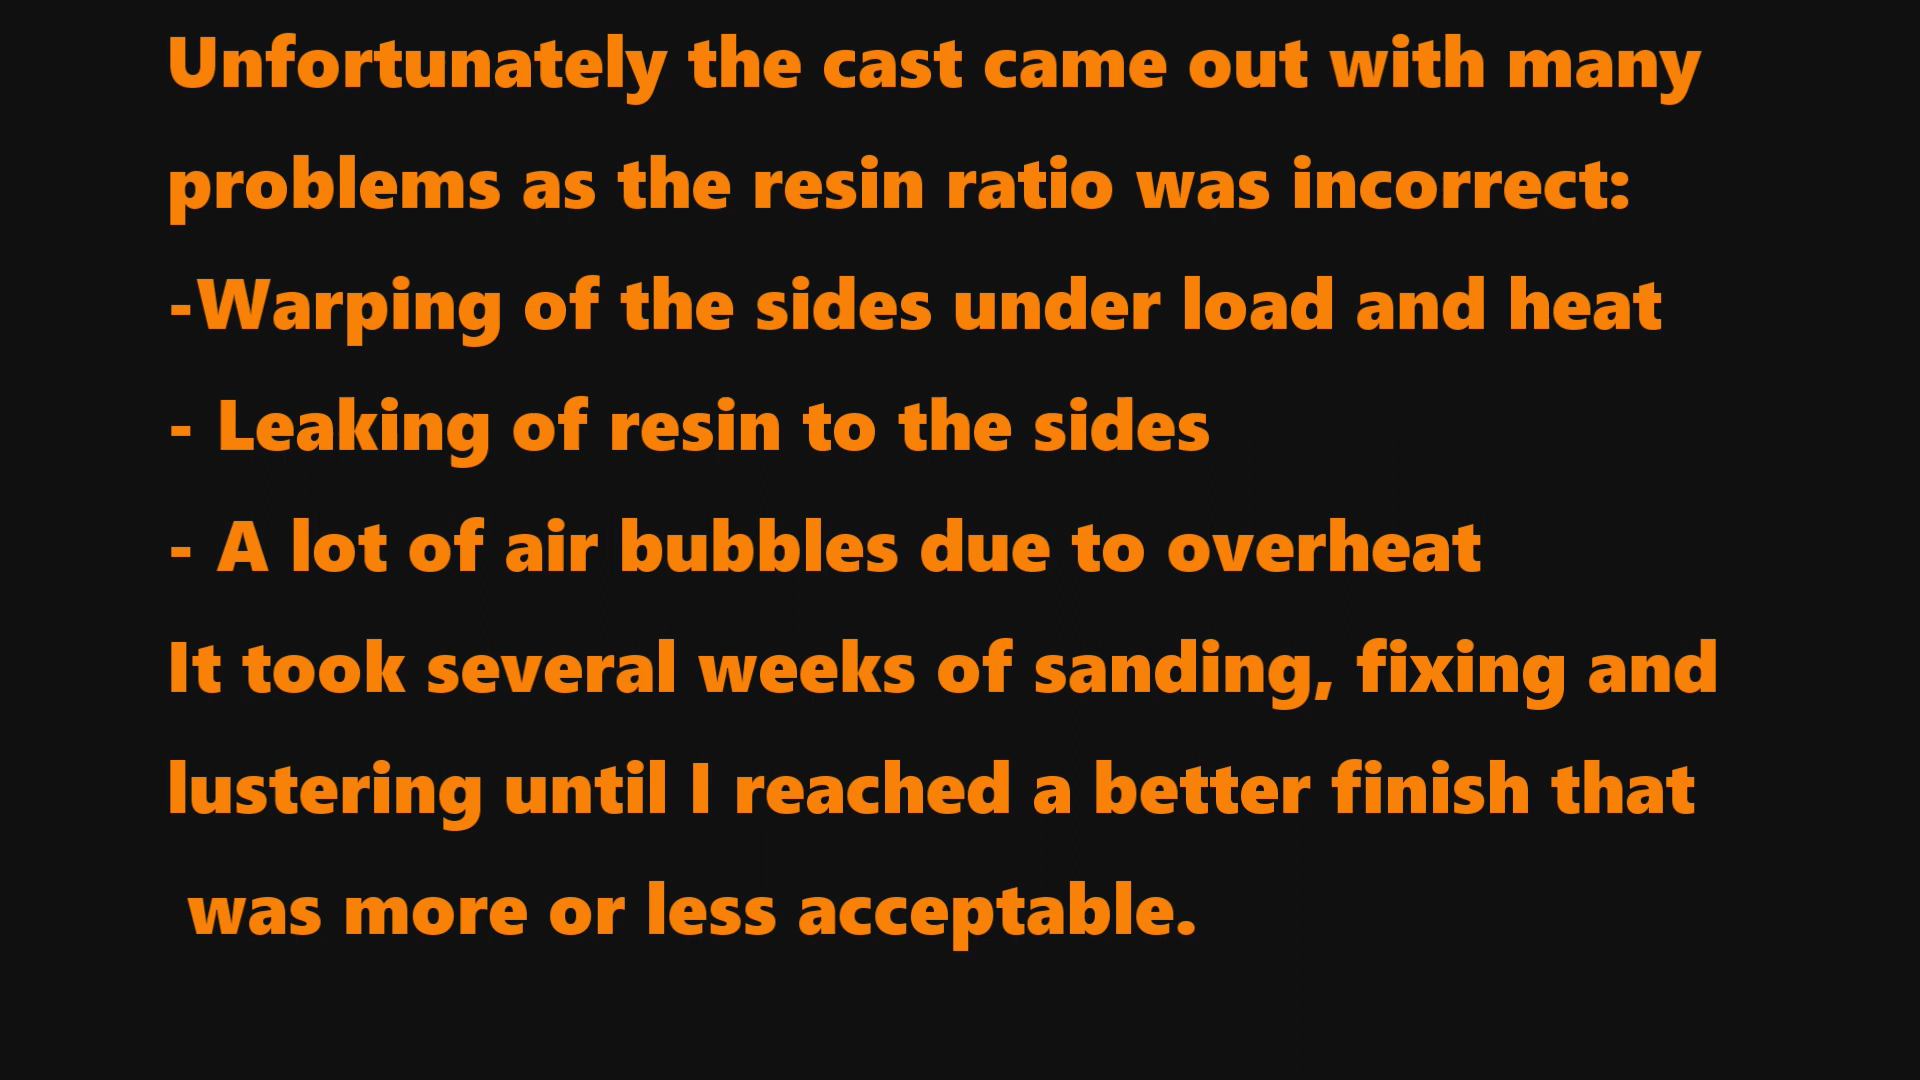 Unfortunately the cast came out with many
problems as the resin ratio was incorrect:
-Warping of the sides under load and heat
- Leaking of resin to the sides
- A lot of air bubbles due to overheat
It took several weeks of sanding, fixing and
lustering until I reached a better finish that
was more or less acceptable.